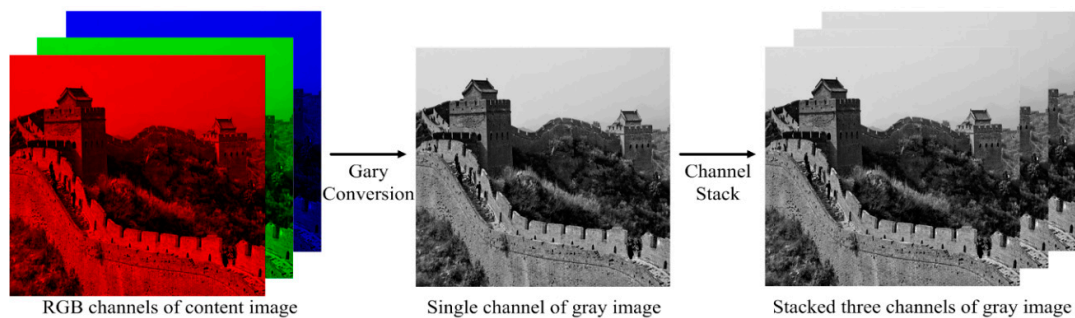 Gary
Conversion
Channel
Stack
RGB channels of content image
Single channel of gray image
Stacked three channels of gray image